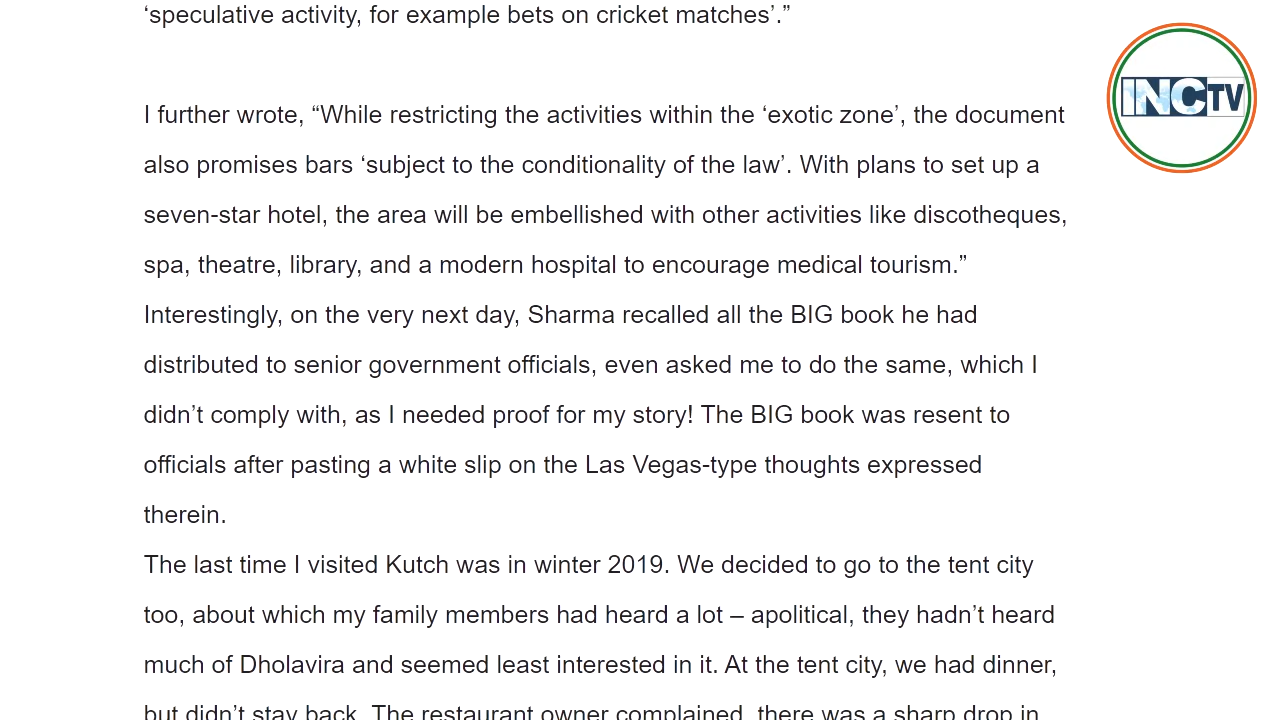 ‘speculative activity, for example bets on cricket matches’.”
I further wrote, “While restricting the activities within the ‘exotic zone’, the document
also promises bars ‘subject to the conditionality of the law’. With plans to set up a
seven-star hotel, the area will be embellished with other activities like discotheques,
spa, theatre, library, and a modern hospital to encourage medical tourism.”
Interestingly, on the very next day, Sharma recalled all the BIG book he had
distributed to senior government officials, even asked me to do the same, which I
didn’t comply with, as I needed proof for my story! The BIG book was resent to
officials after pasting a white slip on the Las Vegas-type thoughts expressed
therein.
The last time I visited Kutch was in winter 2019. We decided to go to the tent city
too, about which my family members had heard a lot – apolitical, they hadn’t heard
much of Dholavira and seemed least interested in it. At the tent city, we had dinner,
but didn’t stay back. The restaurant owner complained, there was a sharp drop in
INC TV